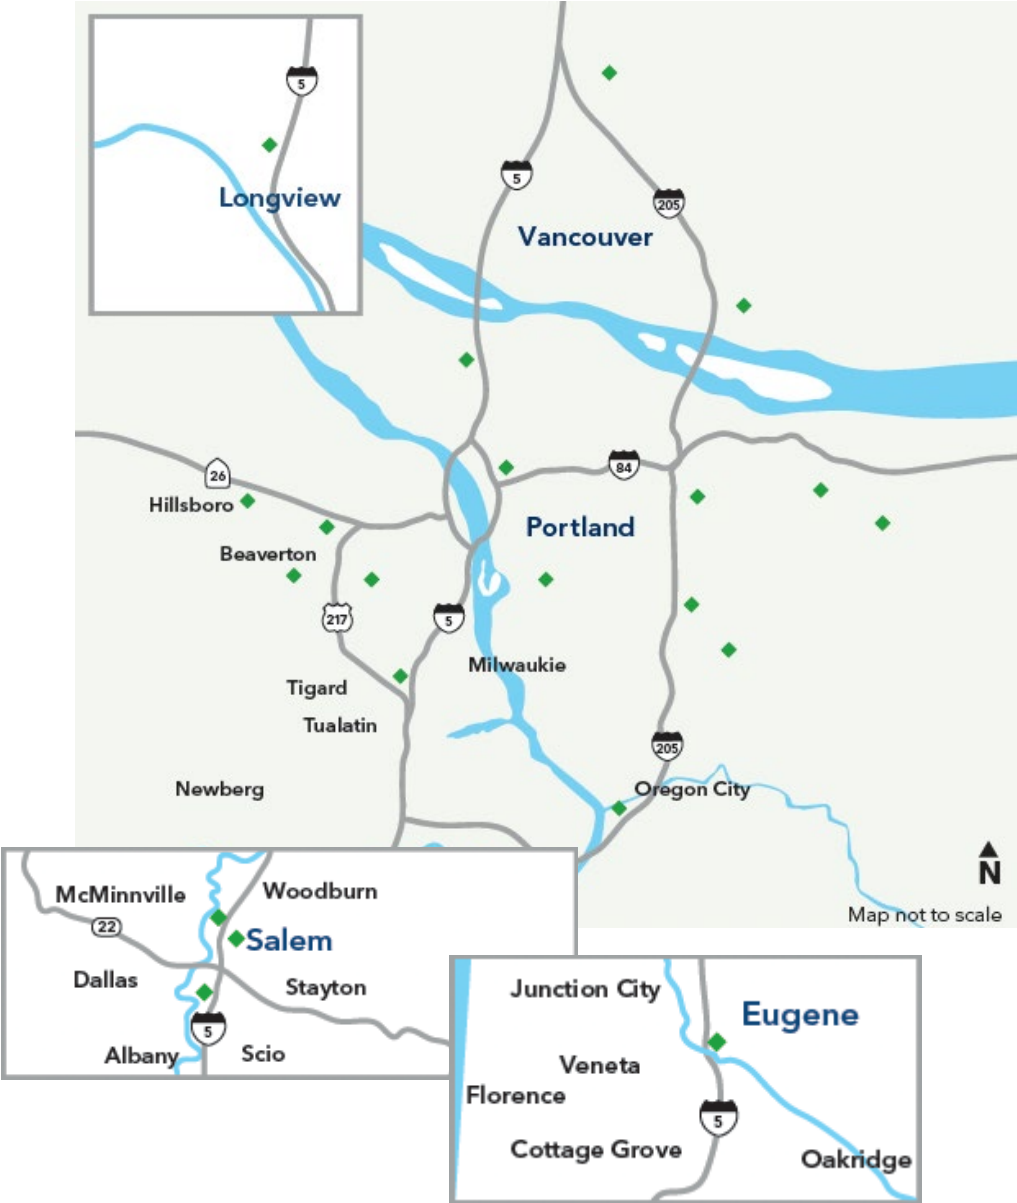 5
Longview
5
205
Vancouver
26
84
Hillsboro
Portland
Beaverton
217
5
Milwaukie
Tigard
Tualatin
205
Newberg
Oregon City
N
Map not to scale
McMinnville
Woodburn
22
Salem
Dallas
Stayton
5
Albany
Scio
Junction City
Eugene
Veneta
Florence
5
Cottage Grove
Oakridge